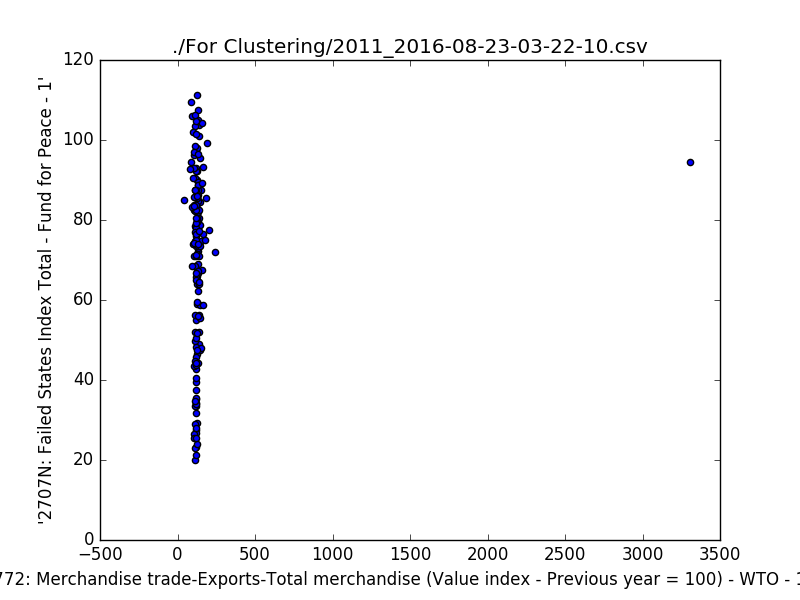 ./For Clustering/2011_2016-08-23-03-22-10.csv
'2707N: Failed States Index Total - Fund for Peace - 1'
120
100
80
60
40
20
0
−500 0 500 1000 1500 2000 2500 3000 3500
772: Merchandise trade-Exports-Total merchandise (Value index - Previous year = 100) - WTO - 1